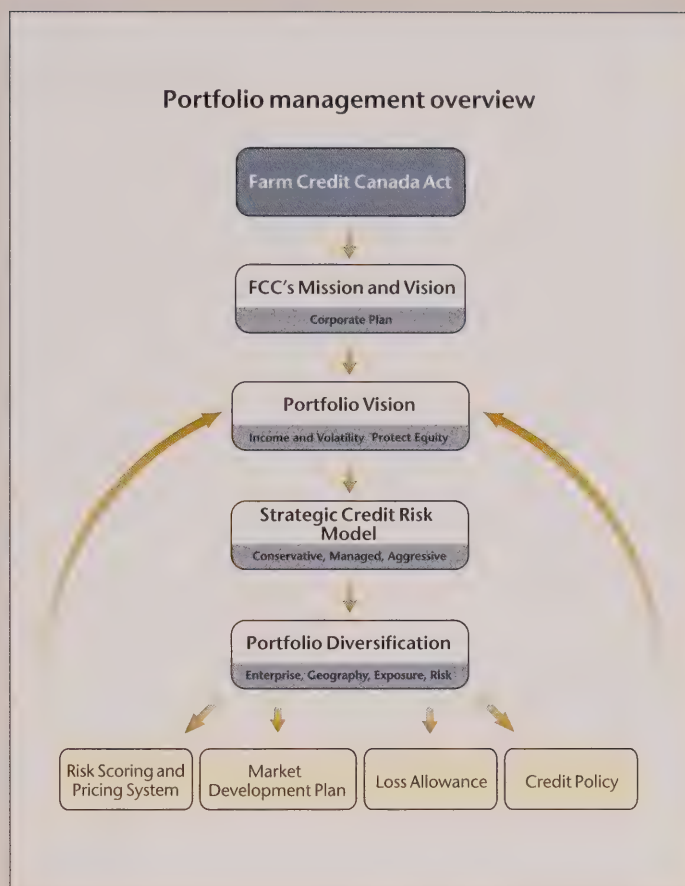 Portfolio management overview
Farm Credit Canada Act
FCC's Mission and Vision
Corporate Plan
Portfolio Vision
Income and Volatility Protect Equity
Strategic Credit Risk
Model
Conservative, Managed, Aggressive
Portfolio Diversification
Enterprise, Geography, Exposure, Risk
Risk Scoring and
Pricing System
Market
Development Plan
Loss Allowance
Credit Policy